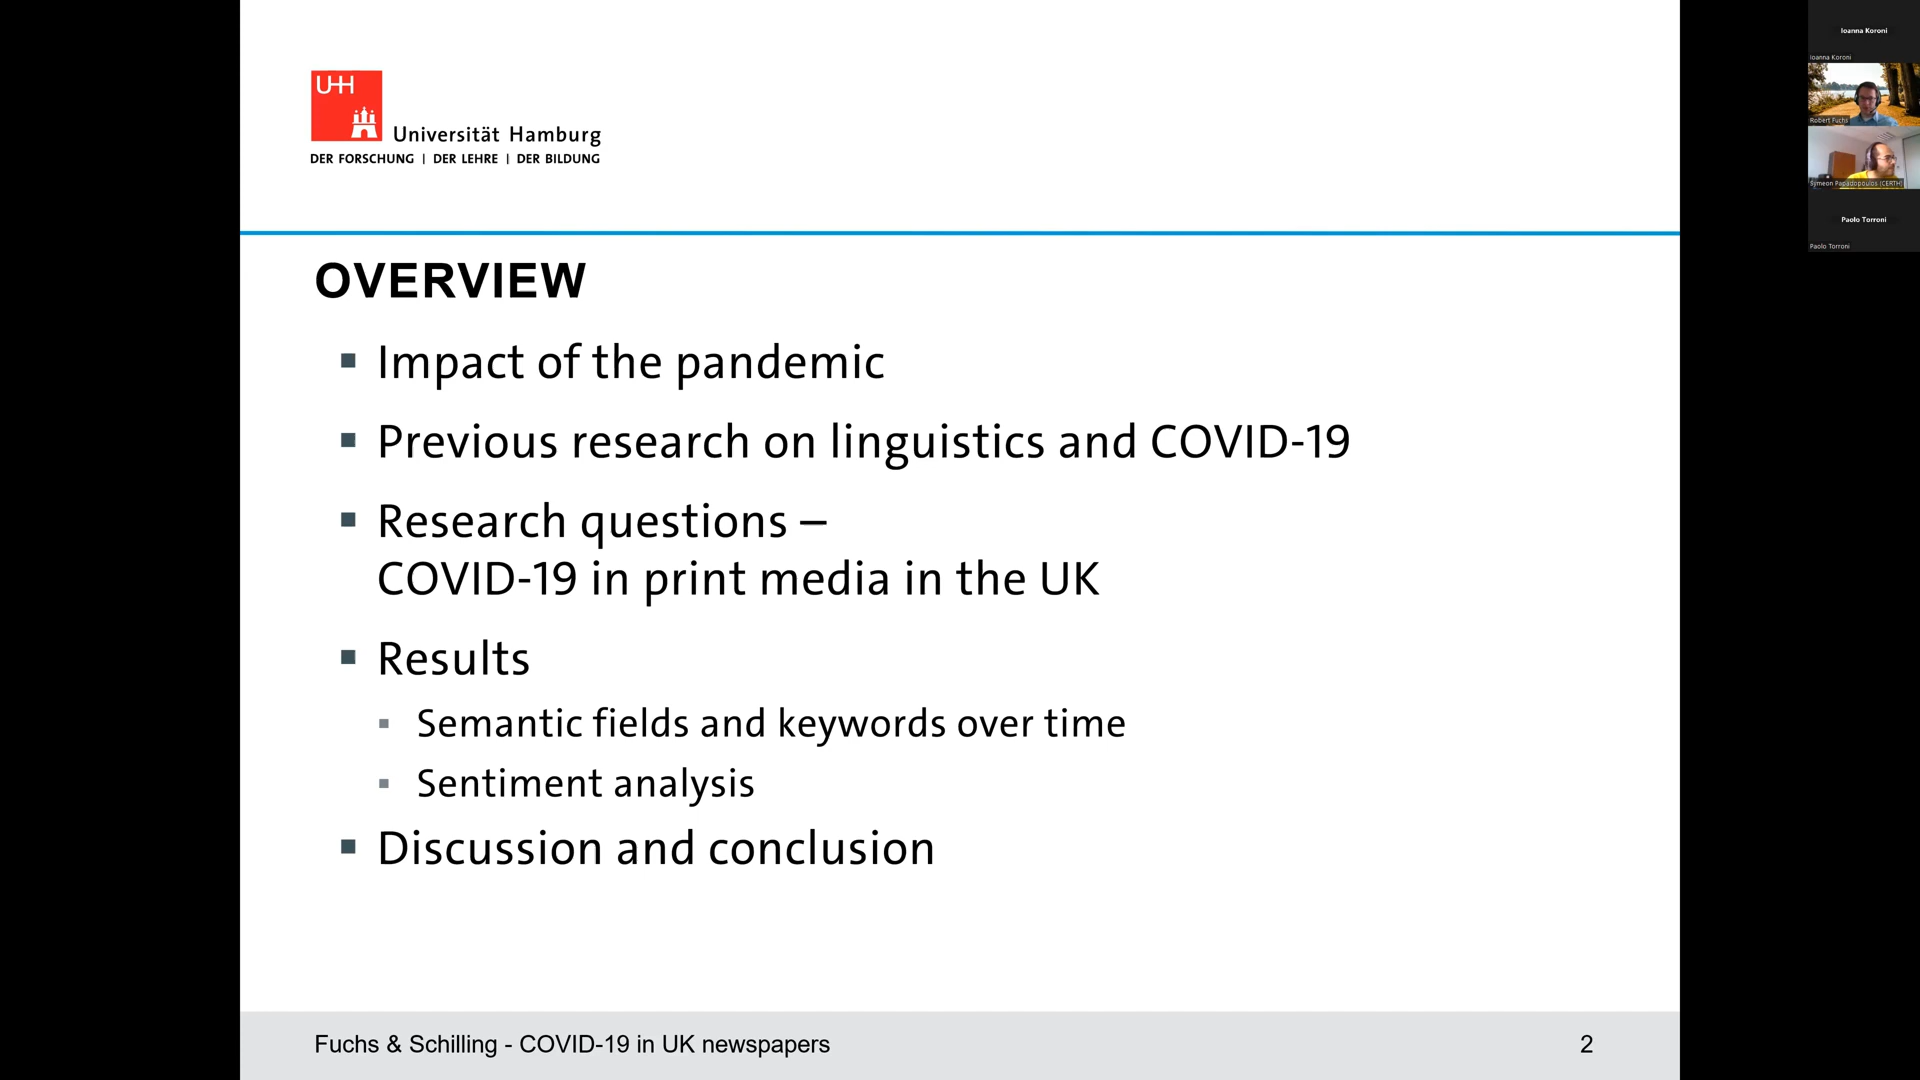 UHH
Universität Hamburg
DER FORSCHUNG | DER LEHRE | DER BILDUNG
OVERVIEW
Impact of the pandemic
Previous research on linguistics and COVID-19
Research questions –
COVID-19 in print media in the UK
Results
Semantic fields and keywords over time
Sentiment analysis
Discussion and conclusion
Fuchs & Schilling - COVID-19 in UK newspapers
2
Ioanna Koroni
Ioanna Koroni
Robert Fuchs
Symeon Papadopoulos (CERTH)
Paolo Torroni
Paolo Torroni